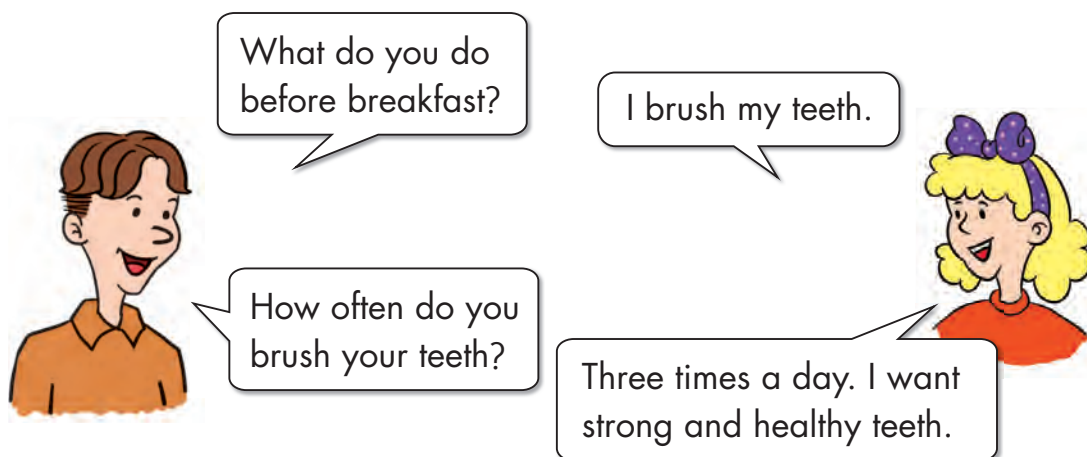 What do you do
before breakfast?
I brush my teeth.
How often do you
brush your teeth?
Three times a day. I want
strong and healthy teeth.